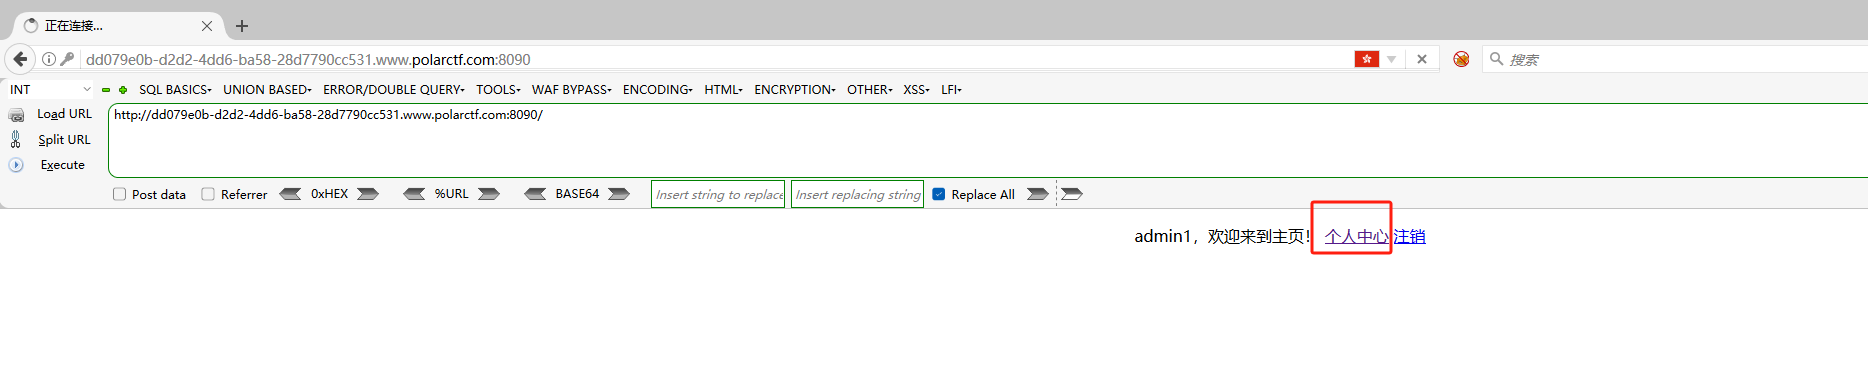 正在连接...
dd079e0b-d2d2-4dd6-ba58-28d7790cc531.www.polarctf.com:8090
搜索
INT SQL BASICS UNION BASED ERROR/DOUBLE QUERY TOOLS WAF BYPASS ENCODING HTML ENCRYPTION OTHER XSS LFI
Load URL http://dd079e0b-d2d2-4dd6-ba58-28d7790cc531.www.polarctf.com:8090/
Split URL
Execute
Post data Referrer 0xHEX %URL BASE64 Insert string to replace Insert replacing string Replace All
admin1，欢迎来到主页！ 个人中心 注销